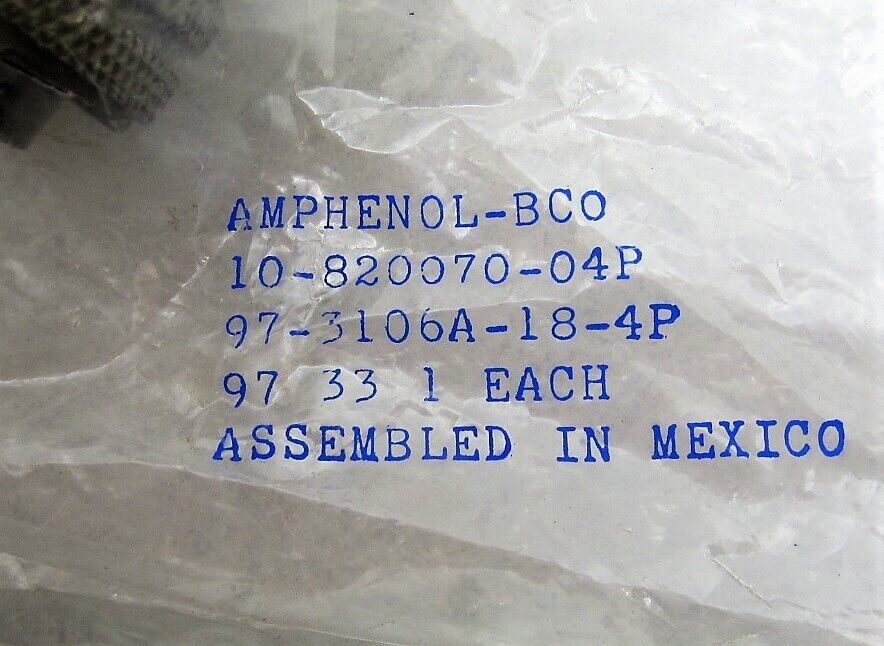 AMPHENOL-BCO
10-820070-04P
97-3106A-18-4P
97 33 1 EACH
ASSEMBLED IN MEXICO